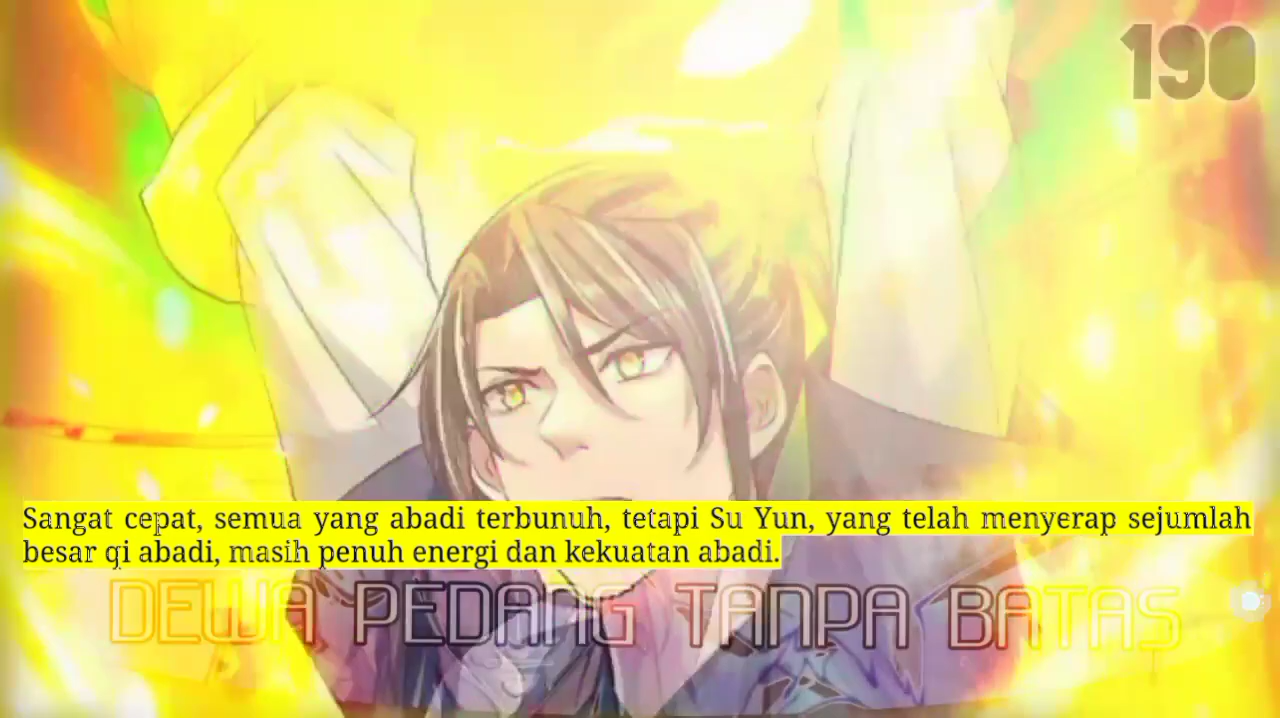 190
Sangat cepat, semua yang abadi terbunuh, tetapi Su Yun, yang telah menyerap sejumlah
besar qi abadi, masih penuh energi dan kekuatan abadi.
DEWA PEDANG TANPA BATAS